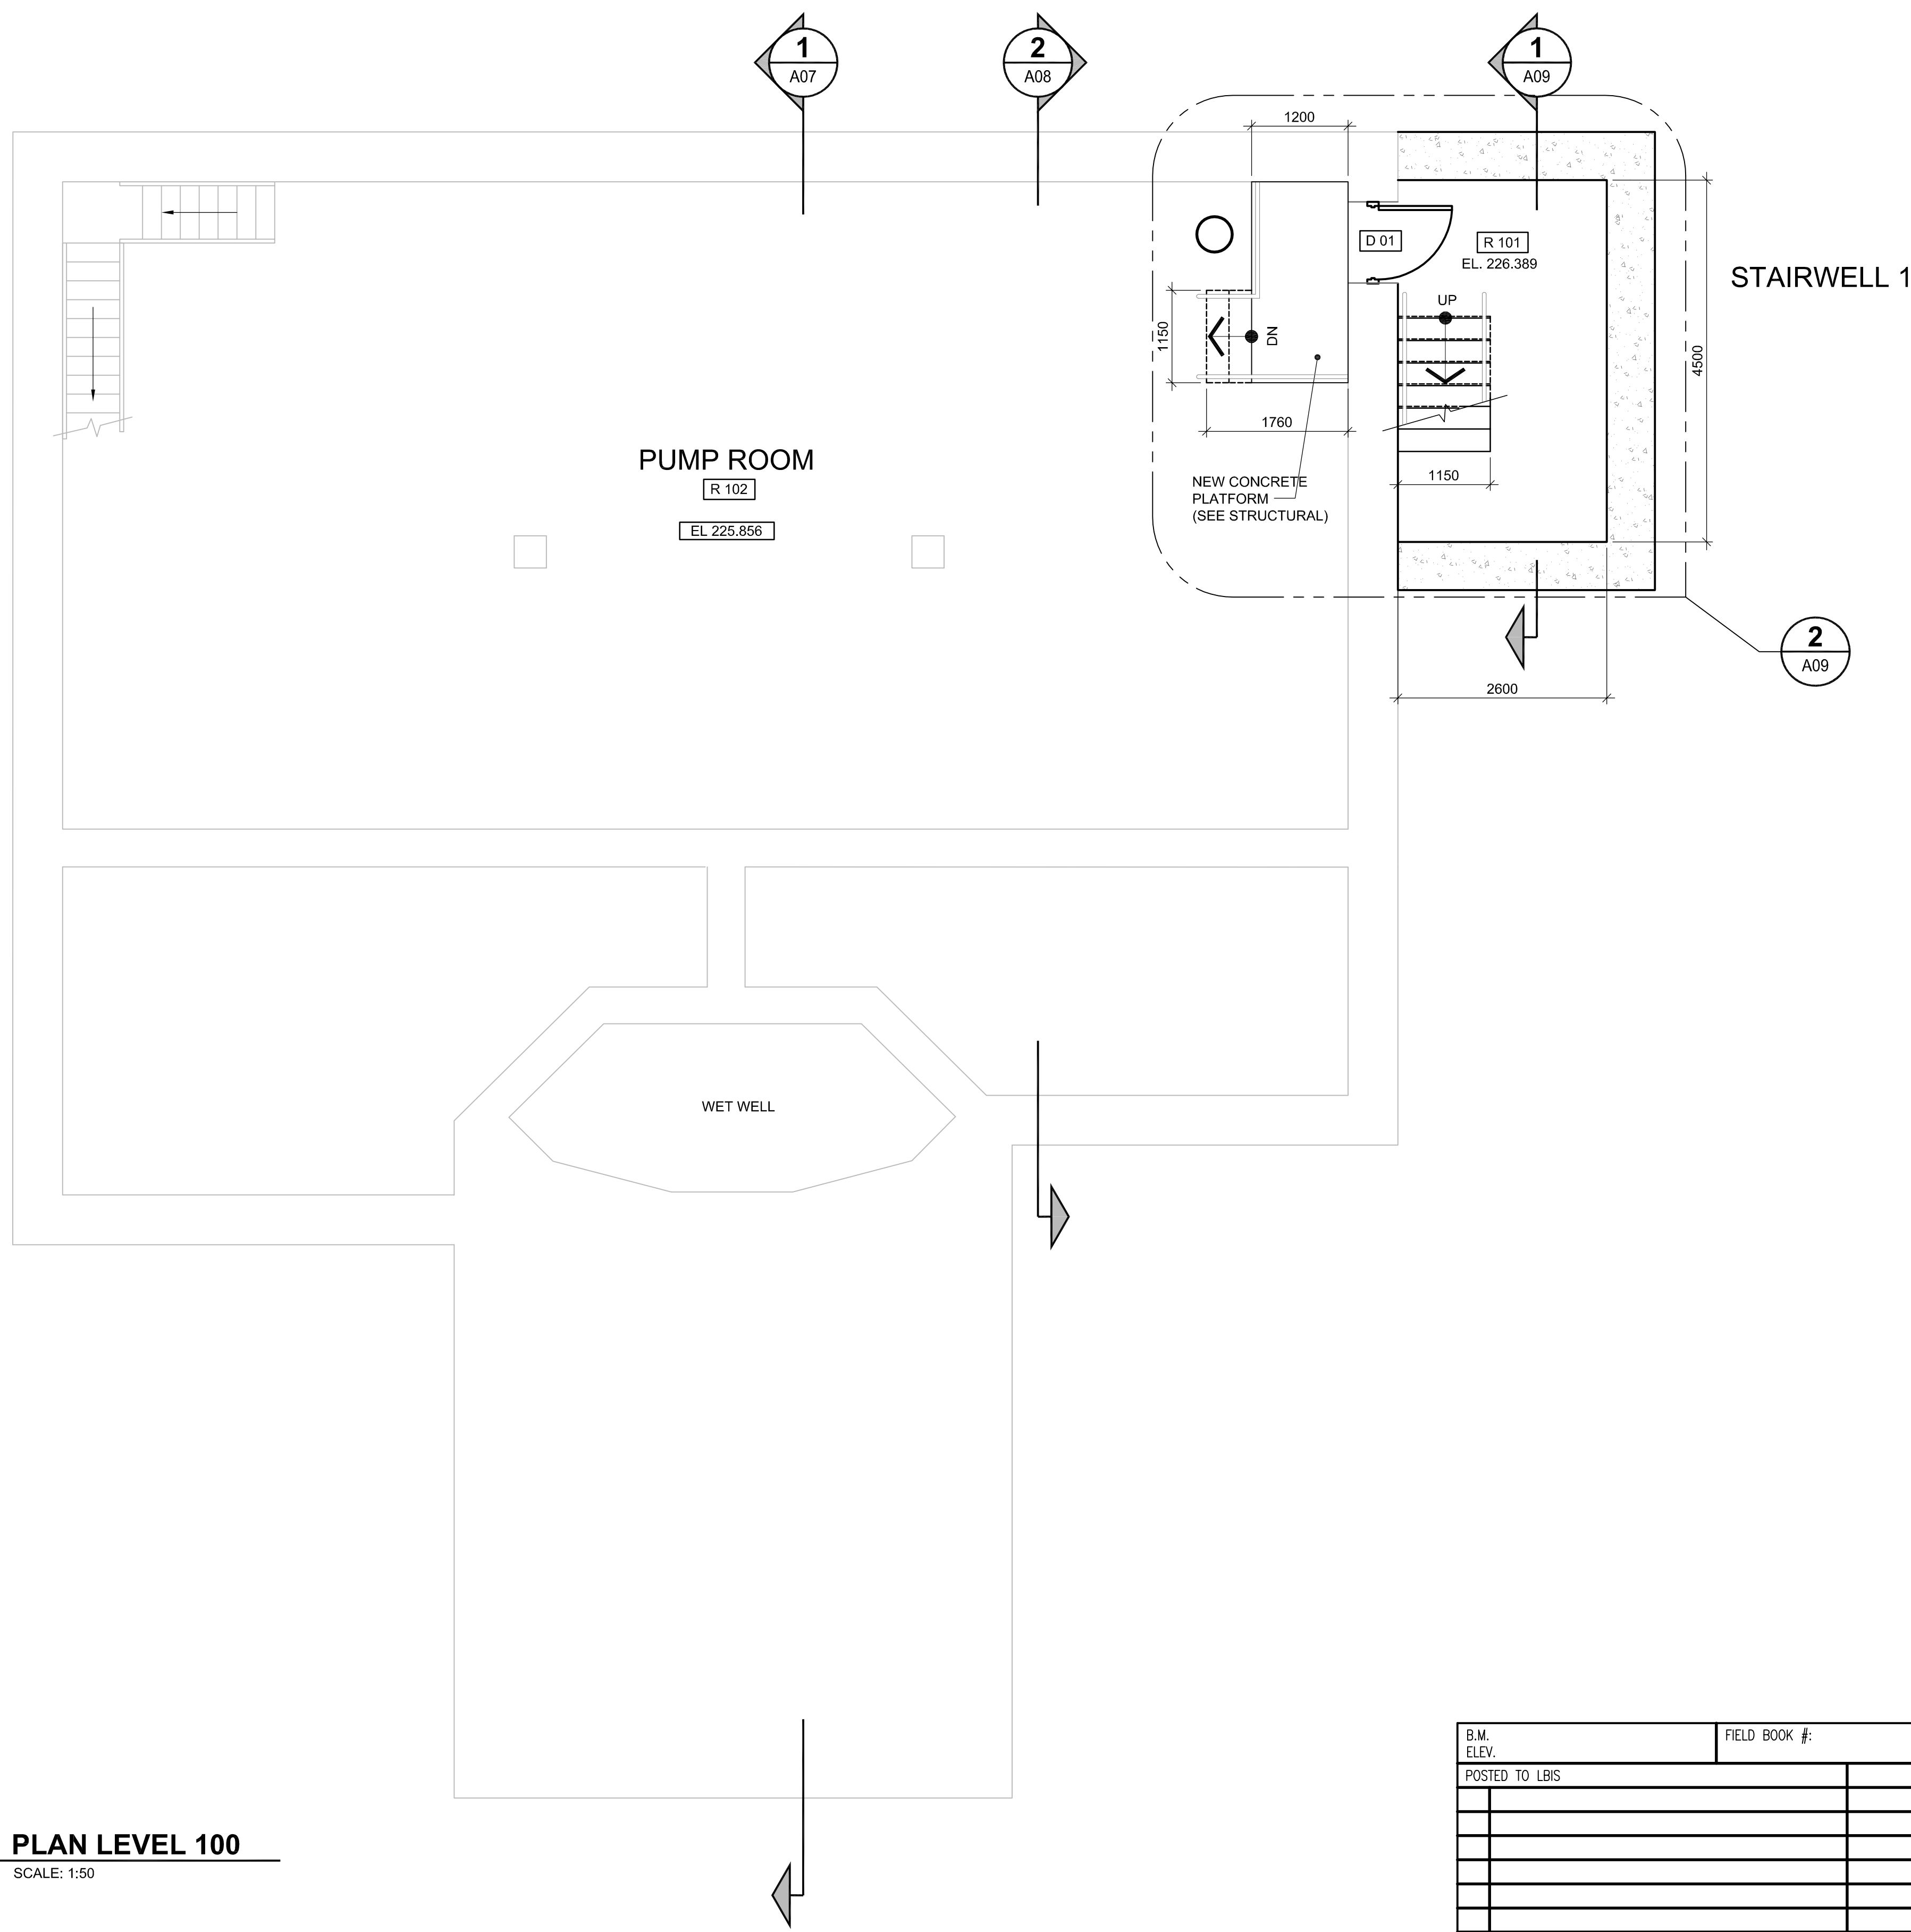 1
A07
2
A08
1
A09
1200
D 01
R 101
EL. 226.389
STAIRWELL 1
UP
DN
1150
4500
1760
1150
PUMP ROOM
R 102
EL 225.856
NEW CONCRETE
PLATFORM
(SEE STRUCTURAL)
2
A09
2600
WET WELL
B.M.
ELEV.
FIELD BOOK #:
POSTED TO LBIS
PLAN LEVEL 100
SCALE: 1:50